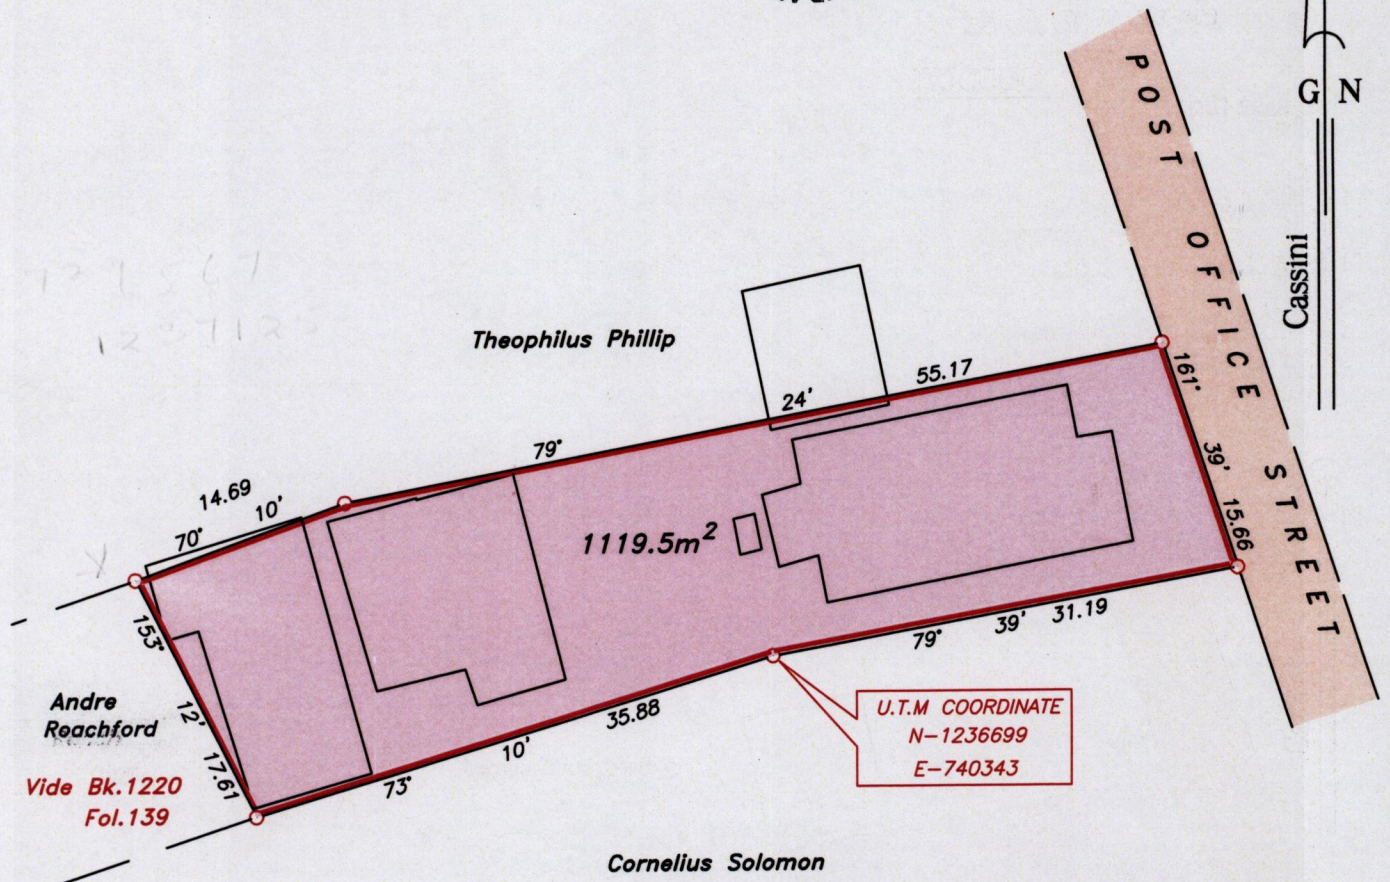 G N
Cassini
POST OFFICE STREET
Theophilus Phillip
14.69
70° 10'
79° 24' 55.17
161° 39' 15.66
1119.5m²
153° 12' 17.61
Andre
Roachford
Vide Bk.1220
Fol.139
73° 10' 35.88
79° 39' 31.19
U.T.M COORDINATE
N-1236699
E-740343
Cornelius Solomon